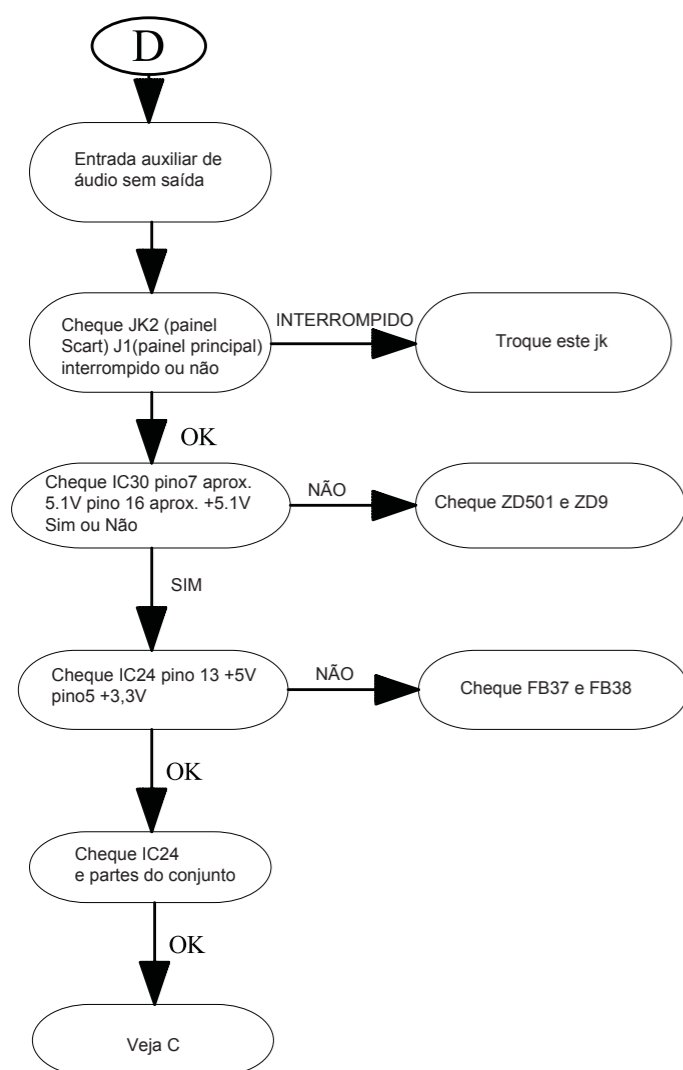 D
Entrada auxiliar de
áudio sem saída
Cheque JK2 (painel
Scart) J1(painel principal)
interrompido ou não
INTERROMPIDO
Troque este jk
OK
Cheque IC30 pino7 aprox.
5.1V pino 16 aprox. +5.1V
Sim ou Não
NÃO
Cheque ZD501 e ZD9
SIM
Cheque IC24 pino 13 +5V
pino5 +3,3V
NÃO
Cheque FB37 e FB38
OK
Cheque IC24
e partes do conjunto
OK
Veja C